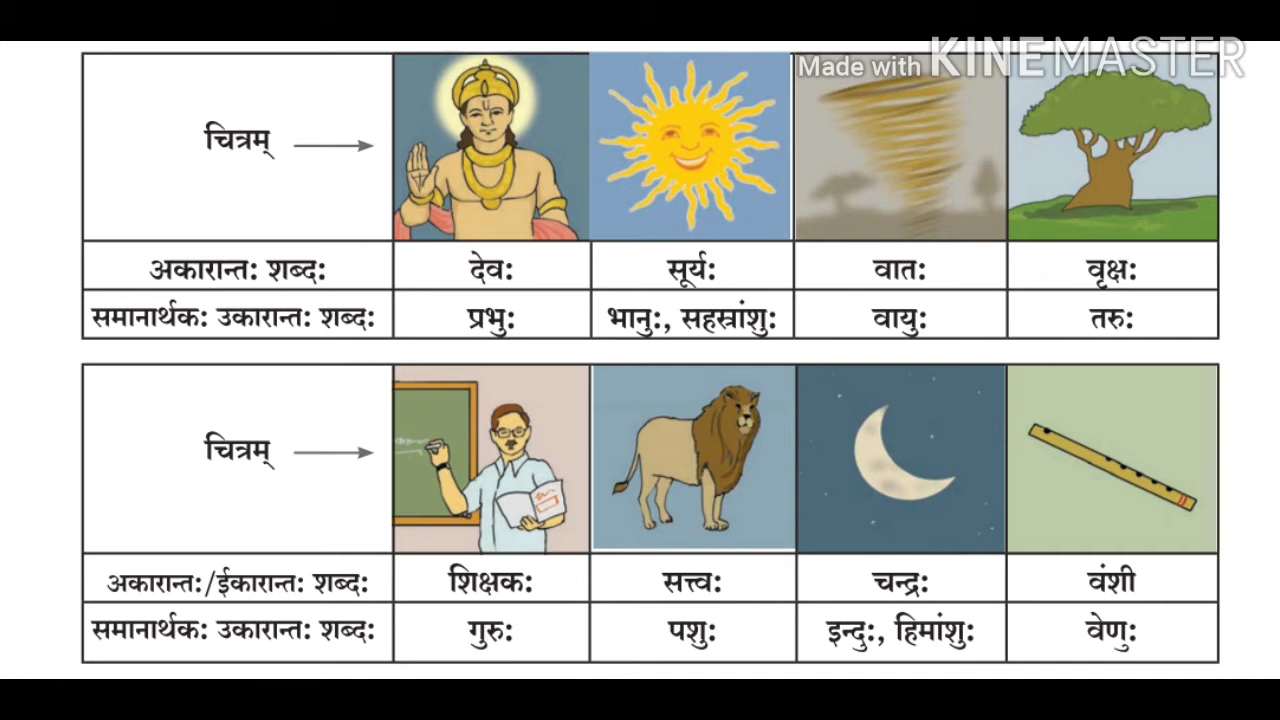 Made with KINEMASTER
चित्रम्
अकारान्तः शब्दः देवः सूर्यः वातः वृक्षः
समानार्थकः उकारान्तः शब्दः प्रभुः भानुः, सहस्रांशुः वायुः तरुः
चित्रम्
अकारान्तः/ईकारान्तः शब्दः शिक्षकः सत्त्वः चन्द्रः वंशी
समानार्थकः उकारान्तः शब्दः गुरुः पशुः इन्दुः, हिमांशुः वेणुः